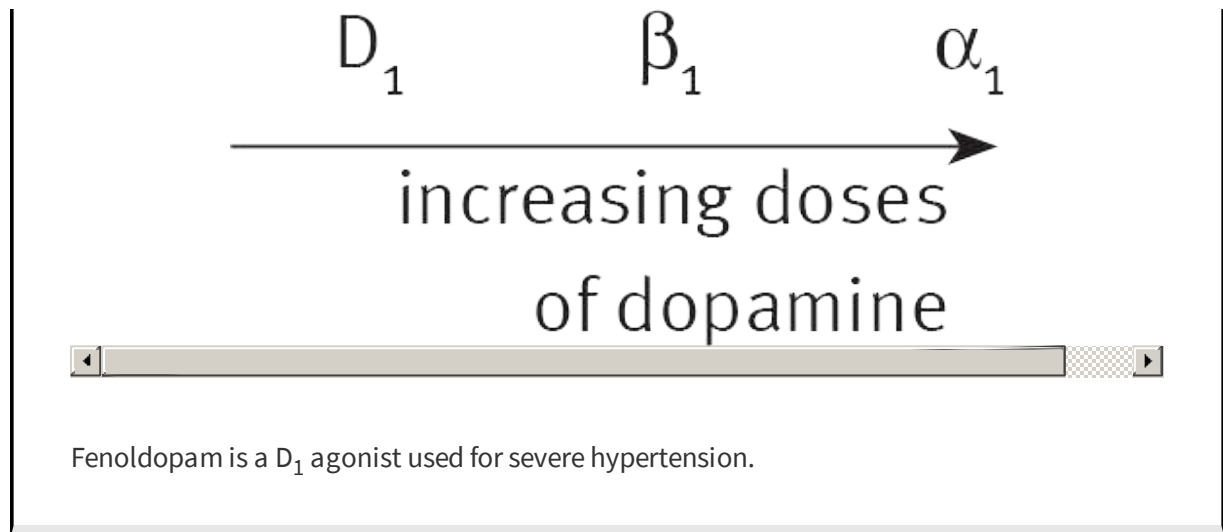 D₁ β₁ α₁
increasing doses
of dopamine
Fenoldopam is a D₁ agonist used for severe hypertension.